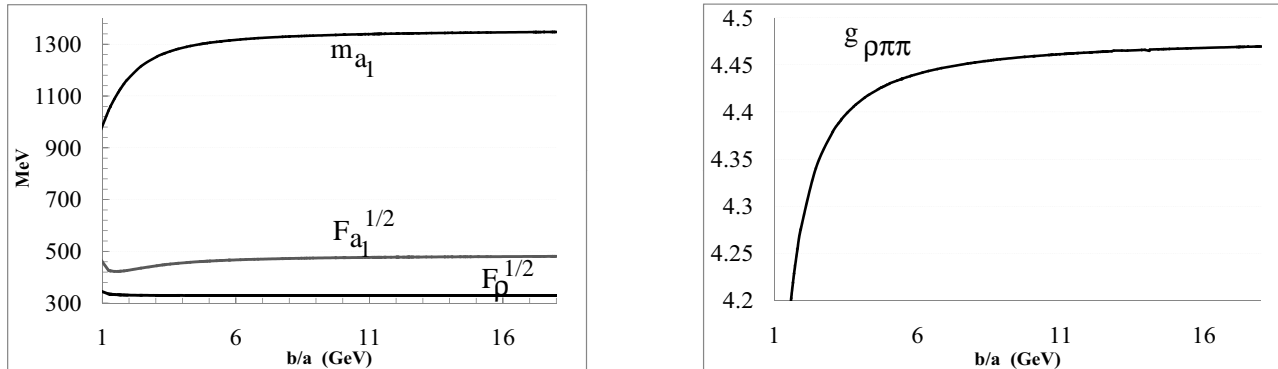 1300
1100
900
700
500
300
MeV
m_{a_1}
F_{a_1}^{1/2}
F_ρ^{1/2}
1 6 11 16
b/a (GeV)
4.5
4.45
4.4
4.35
4.3
4.25
4.2
g_{ρππ}
1 6 11 16
b/a (GeV)